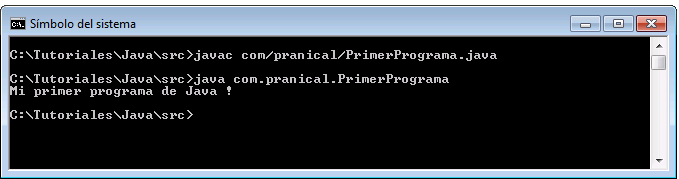 Símbolo del sistema
C:\Tutoriales\Java\src>javac com/pranical/PrimerPrograma.java
C:\Tutoriales\Java\src>java com.pranical.PrimerPrograma
Mi primer programa de Java !
C:\Tutoriales\Java\src>